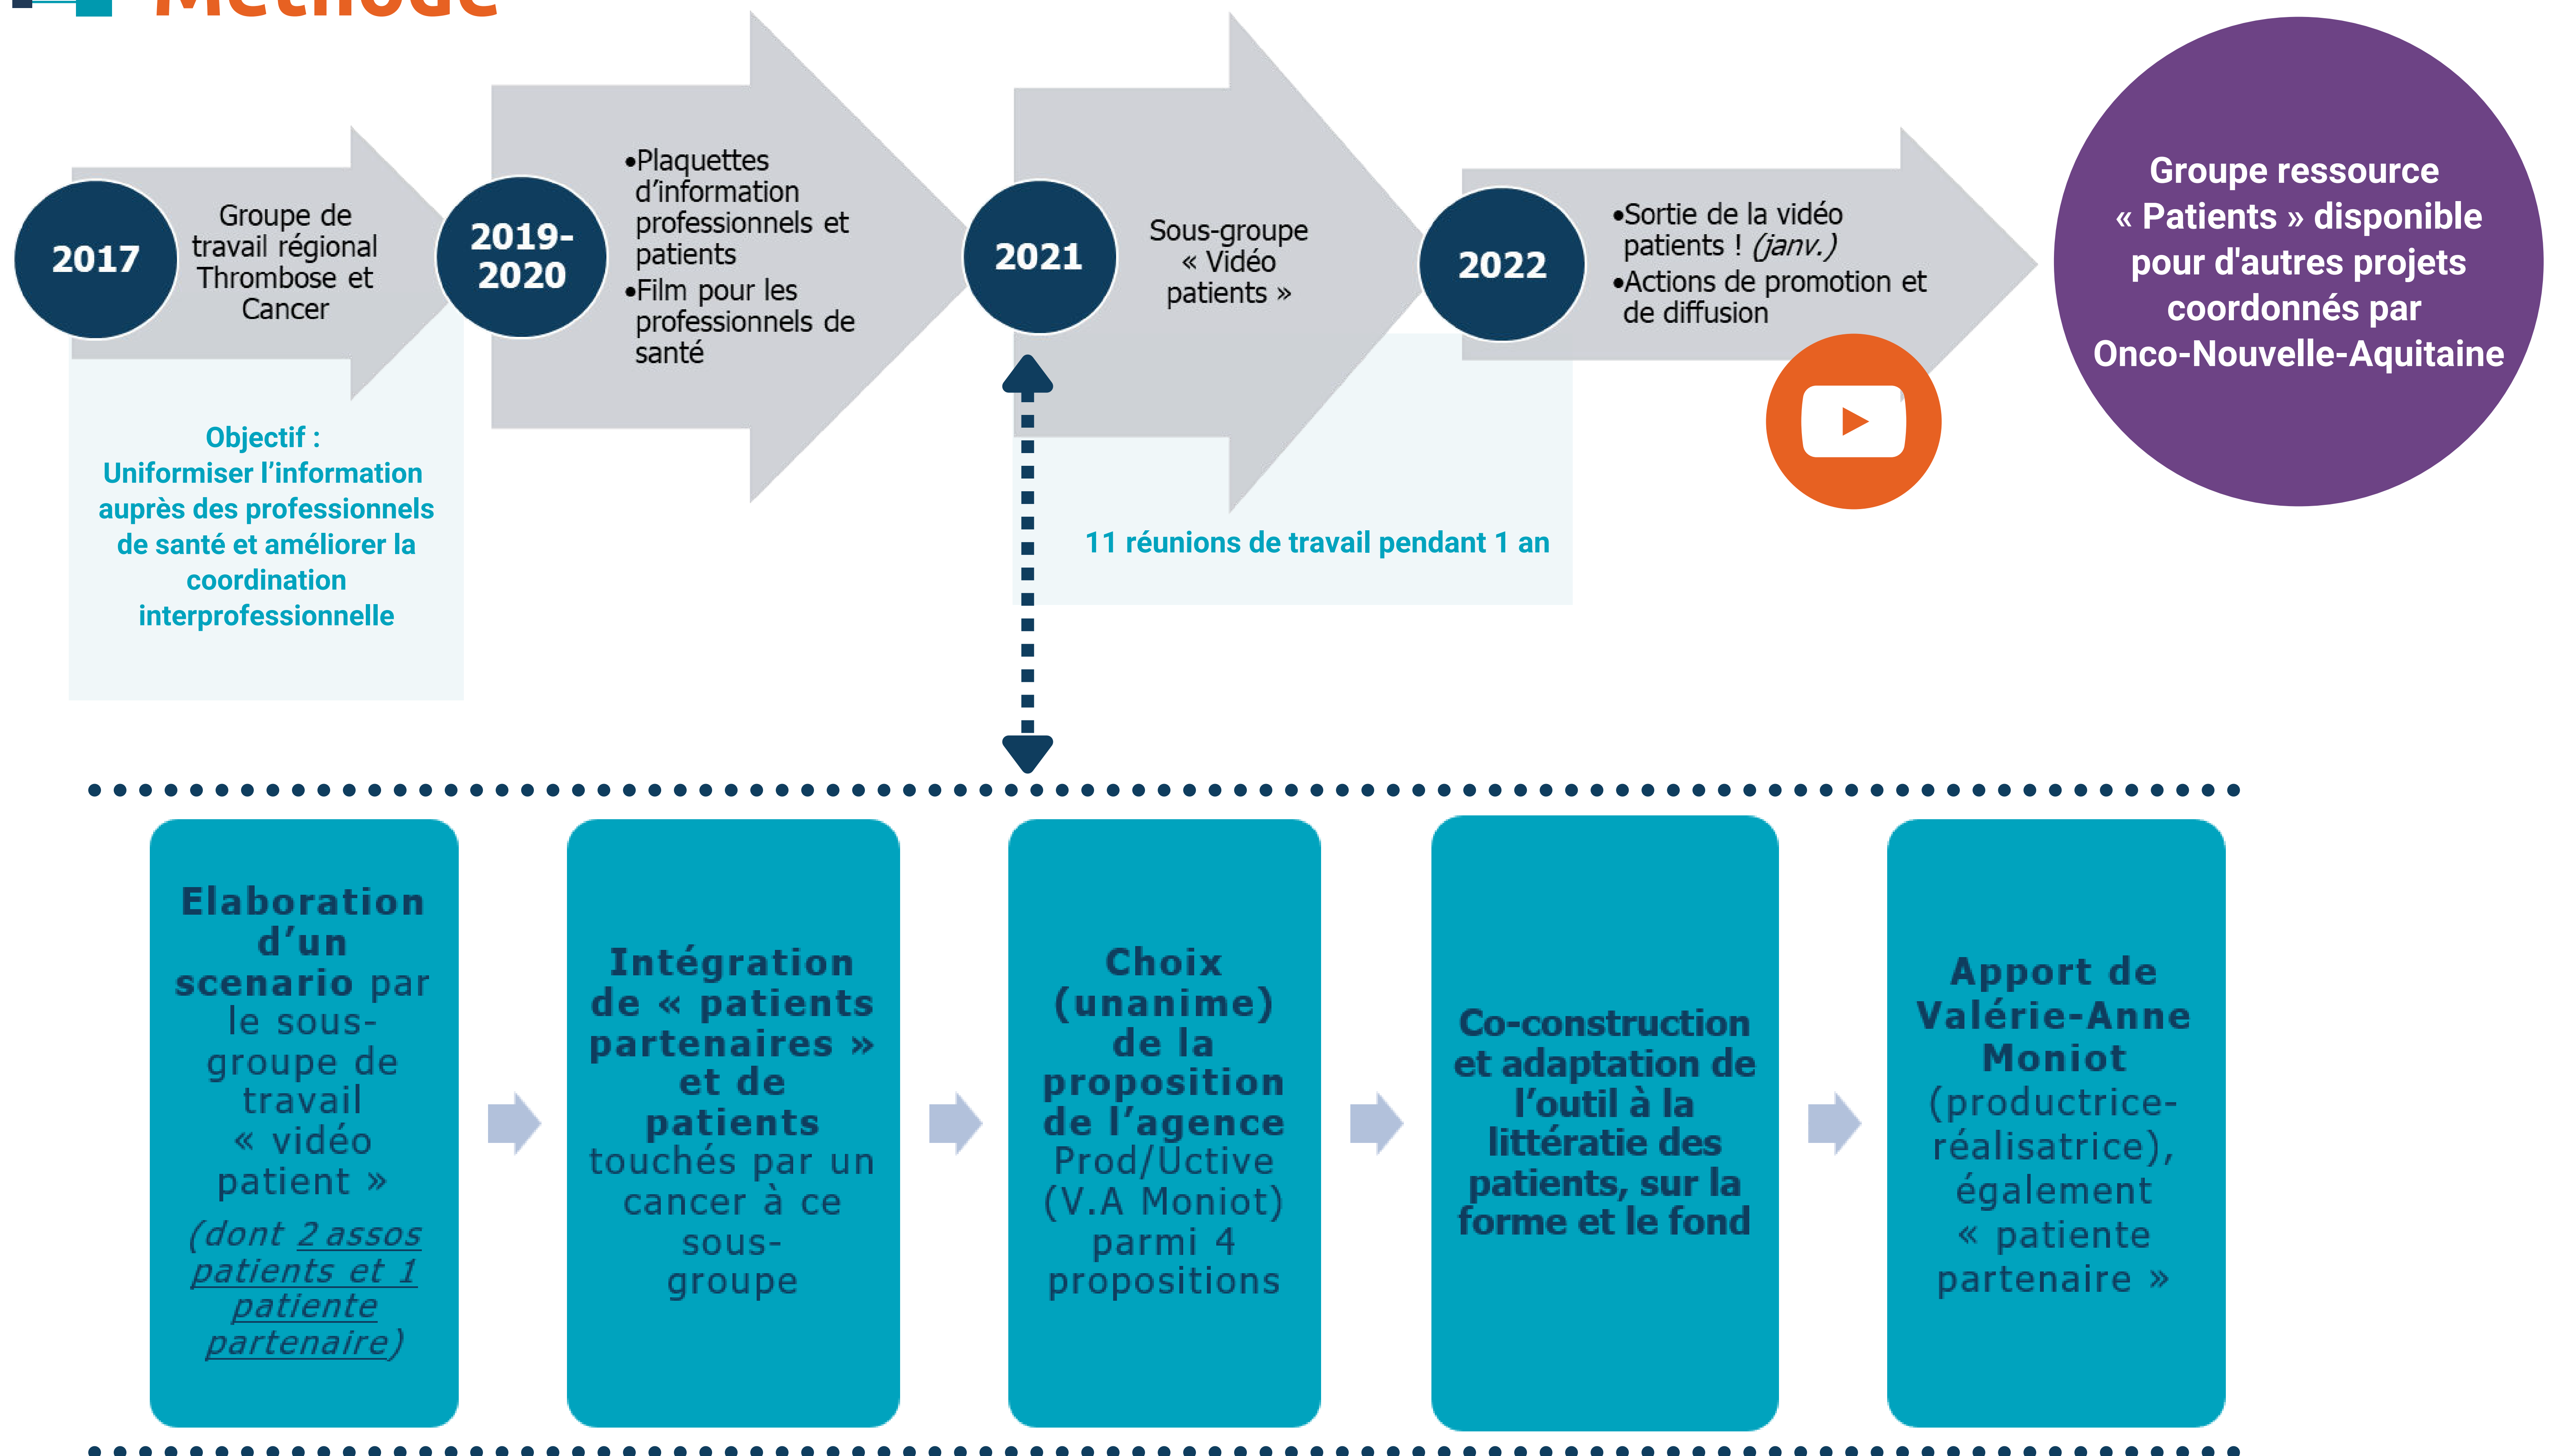 Méthode
2017
Groupe de
travail régional
Thrombose et
Cancer
Objectif :
Uniformiser l’information
auprès des professionnels
de santé et améliorer la
coordination
interprofessionnelle
2019-
2020
•Plaquettes
d’information
professionnels et
patients
•Film pour les
professionnels de
santé
2021
Sous-groupe
« Vidéo
patients »
11 réunions de travail pendant 1 an
2022
•Sortie de la vidéo
patients ! (janv.)
•Actions de promotion et
de diffusion
Groupe ressource
« Patients » disponible
pour d'autres projets
coordonnés par
Onco-Nouvelle-Aquitaine
Elaboration
d’un
scenario par
le sous-
groupe de
travail
« vidéo
patient »
(dont 2 assos
patients et 1
patiente
partenaire)
Intégration
de « patients
partenaires »
et de
patients
touchés par un
cancer à ce
sous-
groupe
Choix
(unanime)
de la
proposition
de l’agence
Prod/Uctive
(V.A Moniot)
parmi 4
propositions
Co-construction
et adaptation de
l’outil à la
littératie des
patients, sur la
forme et le fond
Apport de
Valérie-Anne
Moniot
(productrice-
réalisatrice),
également
« patiente
partenaire »